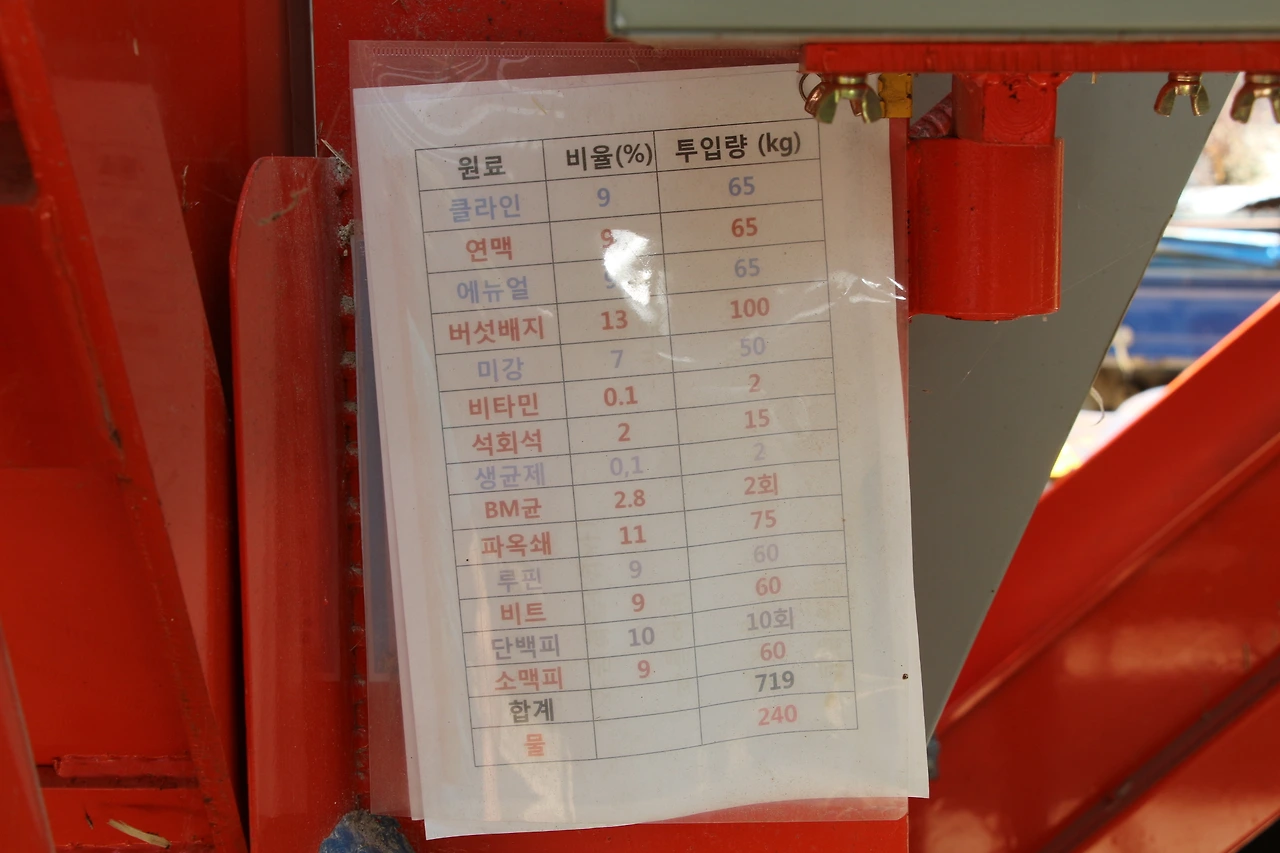 원료 비율(%) 투입량 (kg)
클라인 9 65
연맥 9 65
에뉴얼 9 65
버섯배지 13 100
미강 7 50
비타민 0.1 2
석회석 2 15
생균제 0,1 2
BM균 2.8 2회
파옥쇄 11 75
루핀 9 60
비트 9 60
단백피 10 10회
소맥피 9 60
합계 719
물 240